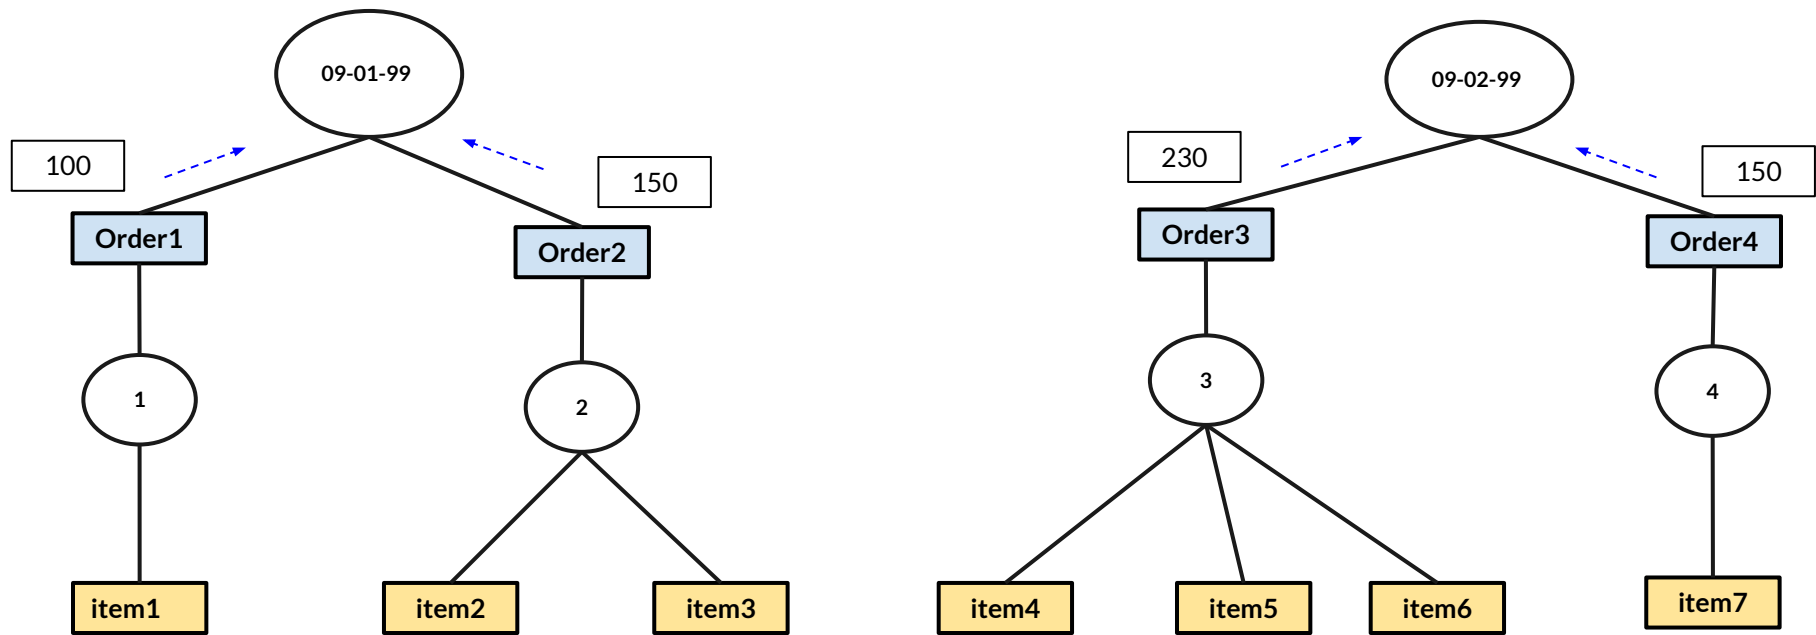 09-01-99
09-02-99
100
150
230
150
Order1
Order2
Order3
Order4
1
2
3
4
item1
item2
item3
item4
item5
item6
item7